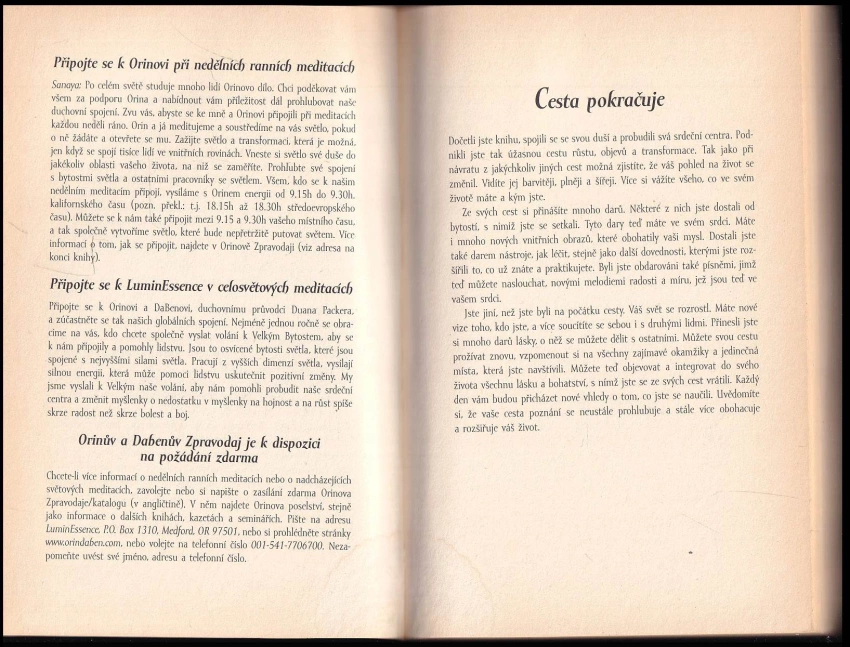 Připojte se k Orinovi při nedělních ranních meditacích
Sanaya: Po celém světě studuje mnoho lidí Orinovo dílo. Chci poděkovat vám
všem za podporu Orina a nabídnout vám příležitost dál prohlubovat naše
duchovní spojení. Zvu vás, abyste se ke mně a Orinovi připojili při meditacích
každou neděli ráno. Orin a já meditujeme a soustředíme na vás světlo, pokud
o ně žádáte a otevřete se mu. Zažijte světlo a transformaci, která je možná,
jen když se spojí tisíce lidí ve vnitřních rovinách. Vneste si světlo své duše do
jakékoliv oblasti vašeho života, na niž se zaměříte. Prohlubte své spojení
s bytostmi světla a ostatními pracovníky se světlem. Všem, kdo se k našim
nedělním meditacím připojí, vysíláme s Orinem energii od 9.15h do 9.30h.
kalifornského času (pozn. překl.: t.j. 18.15h až 18.30h středoevropského
času). Můžete se k nám také připojit mezi 9.15 a 9.30h vašeho místního času,
a tak společně vytvoříme světlo, které bude nepřetržitě putovat světem. Více
informací o tom, jak se připojit, najdete v Orinově Zpravodaji (viz adresa na
konci knihy).
Připojte se k LuminEssence v celosvětových meditacích
Připojte se k Orinovi a DaBenovi, duchovnímu průvodci Duana Packera,
a zúčastněte se tak našich globálních spojení. Nejméně jednou ročně se obra-
címe na vás, kdo chcete společně vyslat volání k Velkým Bytostem, aby se
k nám připojily a pomohly lidstvu. Jsou to osvícené bytosti světla, které jsou
spojené s nejvyššími silami světla. Pracují z vyšších dimenzí světla, vysílají
silnou energii, která může pomoci lidstvu uskutečnit pozitivní změny. My
jsme vyslali k Velkým naše volání, aby nám pomohli probudit naše srdeční
centra a změnit myšlenky o nedostatku v myšlenky na hojnost a na růst spíše
skrze radost než skrze bolest a boj.
Orinův a Dabenův Zpravodaj je k dispozici
na požádání zdarma
Chcete-li více informací o nedělních ranních meditacích nebo o nadcházejících
světových meditacích, zavolejte nebo si napište o zasílání zdarma Orinova
Zpravodaje/katalogu (v angličtině). V něm najdete Orinova poselství, stejně
jako informace o dalších knihách, kazetách a seminářích. Pište na adresu
LuminEssence, P.O. Box 1310, Medford, OR 97501, nebo si prohlédněte stránky
www.orindaben.com, nebo volejte na telefonní číslo 001-541-7706700. Neza-
pomeňte uvést své jméno, adresu a telefonní číslo.
Cesta pokračuje
Dočetli jste knihu, spojili se se svou duší a probudili svá srdeční centra. Pod-
nikli jste tak úžasnou cestu růstu, objevů a transformace. Tak jako při
návratu z jakýchkoliv jiných cest možná zjistíte, že váš pohled na život se
změnil. Vidíte jej barvitěji, plněji a šířeji. Více si vážíte všeho, co ve svém
životě máte a kým jste.
Ze svých cest si přinášíte mnoho darů. Některé z nich jste dostali od
bytostí, s nimiž jste se setkali. Tyto dary teď máte ve svém srdci. Máte
i mnoho nových vnitřních obrazů, které obohatily vaši mysl. Dostali jste
také darem nástroje, jak léčit, stejně jako další dovednosti, kterými jste roz-
šířili to, co už znáte a praktikujete. Byli jste obdarováni také písněmi, jimž
teď můžete naslouchat, novými melodiemi radosti a míru, jež jsou teď ve
vašem srdci.
Jste jiní, než jste byli na počátku cesty. Váš svět se rozrostl. Máte nové
vize toho, kdo jste, a více soucítíte se sebou i s druhými lidmi. Přinesli jste
si mnoho darů lásky, o něž se můžete dělit s ostatními. Můžete svou cestu
prožívat znovu, vzpomenout si na všechny zajímavé okamžiky a jedinečná
místa, která jste navštívili. Můžete teď objevovat a integrovat do svého
života všechnu lásku a bohatství, s nímž jste se ze svých cest vrátili. Každý
den vám budou přicházet nové vhledy o tom, co jste se naučili. Uvědomíte
si, že vaše cesta poznání se neustále prohlubuje a stále více obohacuje
a rozšiřuje váš život.